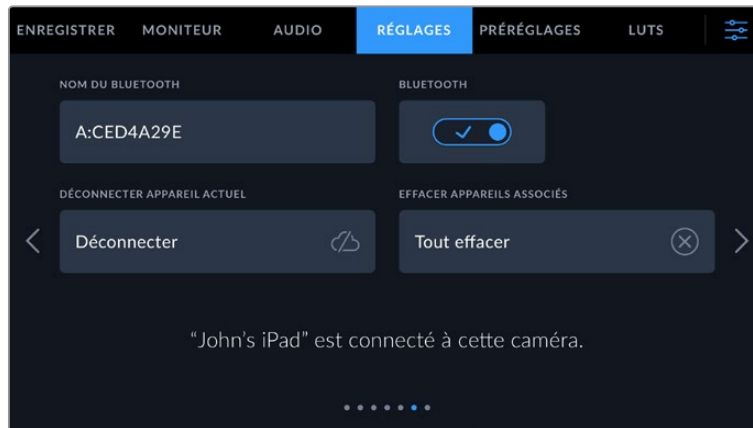 ENREGISTRER MONITEUR AUDIO RÉGLAGES PRÉRÉGLAGES LUTS
NOM DU BLUETOOTH BLUETOOTH
A:CED4A29E
DÉCONNECTER APPAREIL ACTUEL EFFACER APPAREILS ASSOCIÉS
Déconnecter Tout effacer
“John’s iPad” est connecté à cette caméra.